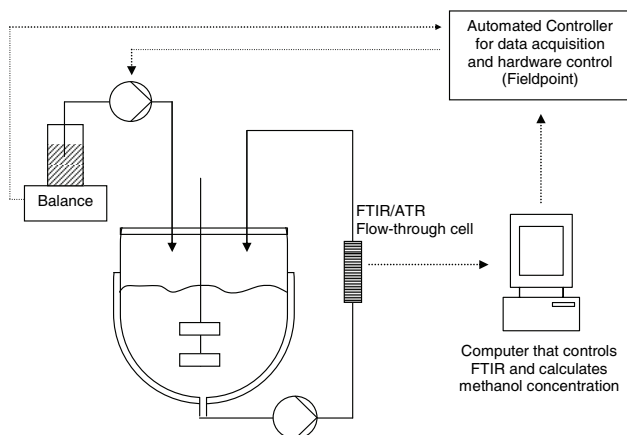 Automated Controller
for data acquisition
and hardware control
(Fieldpoint)
Balance
FTIR/ATR
Flow-through cell
Computer that controls
FTIR and calculates
methanol concentration